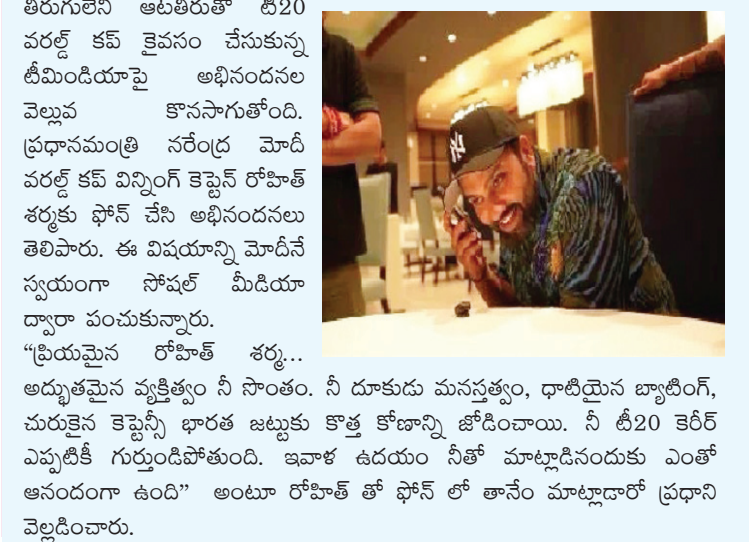 తిరుగులేని ఆటతీరుతో టీ20
వరల్డ్ కప్ కైవసం చేసుకున్న
టీమిండియాపై అభినందనల
వెల్లువ కొనసాగుతోంది.
ప్రధానమంత్రి నరేంద్ర మోదీ
వరల్డ్ కప్ విన్నింగ్ కెప్టెన్ రోహిత్
శర్మకు ఫోన్ చేసి అభినందనలు
తెలిపారు. ఈ విషయాన్ని మోదీనే
స్వయంగా సోషల్ మీడియా
ద్వారా పంచుకున్నారు.
“ప్రియమైన రోహిత్ శర్మ...
అద్భుతమైన వ్యక్తిత్వం నీ సొంతం. నీ దూకుడు మనస్తత్వం, ధాటియైన బ్యాటింగ్,
చురుకైన కెప్టెన్సీ భారత జట్టుకు కొత్త కోణాన్ని జోడించాయి. నీ టీ20 కెరీర్
ఎప్పటికీ గుర్తుండిపోతుంది. ఇవాళ ఉదయం నీతో మాట్లాడినందుకు ఎంతో
ఆనందంగా ఉంది” అంటూ రోహిత్ తో ఫోన్ లో తానేం మాట్లాడారో ప్రధాని
వెల్లడించారు.